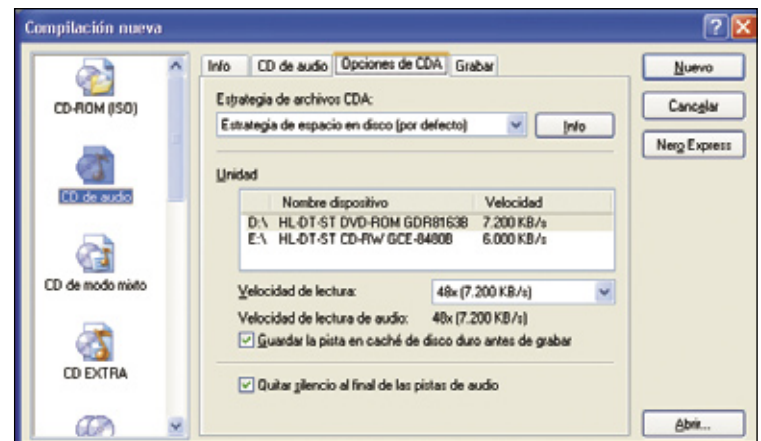 Compilación nueva
CD-ROM (ISO)
CD de audio
CD de modo mixto
CD EXTRA
Info CD de audio Opciones de CDA Grabar
Estrategia de archivos CDA:
Estrategia de espacio en disco (por defecto) Info
Unidad
Nombre dispositivo Velocidad
D:\ HL-DT-ST DVD-ROM GDR8163B 7.200 KB/s
E:\ HL-DT-ST CD-RW GCE-8480B 6.000 KB/s
Velocidad de lectura: 48x (7.200 KB/s)
Velocidad de lectura de audio: 48x (7.200 KB/s)
Guardar la pista en caché de disco duro antes de grabar
Quitar silencio al final de las pistas de audio
Nuevo
Cancelar
Nero Express
Abrir...